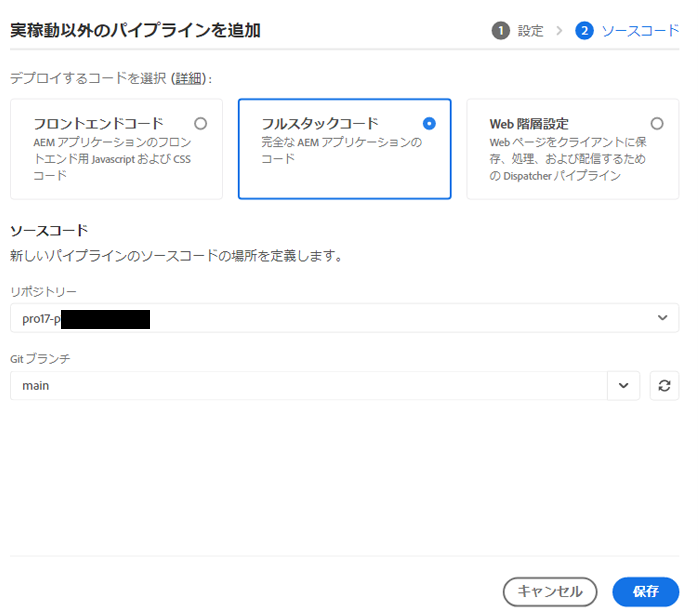 実稼動以外のパイプラインを追加
1 設定 > 2 ソースコード
デプロイするコードを選択 (詳細) :
フロントエンドコード
AEM アプリケーションのフロン
トエンド用 Javascript および CSS
コード
フルスタックコード
完全な AEM アプリケーションの
コード
Web 階層設定
Web ページをクライアントに保
存、処理、および配信するため
の Dispatcher パイプライン
ソースコード
新しいパイプラインのソースコードの場所を定義します。
リポジトリー
pro17-p
Git ブランチ
main
キャンセル
保存